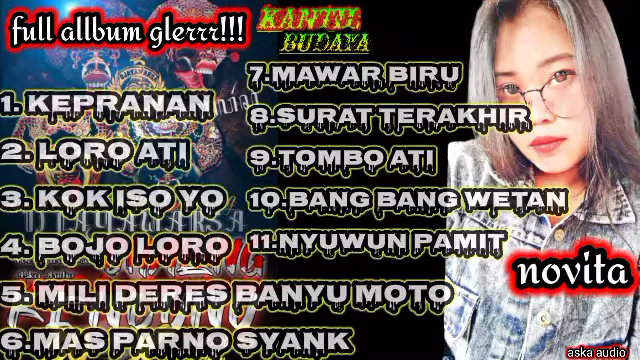 full allbum glerrr!!!
KANTHI
BUDAYA
1. KEPRANAN
2. LORO ATI
3. KOK ISO YO
4. BOJO LORO
5. MILI DERES BANYU MOTO
6.MAS PARNO SYANK
7.MAWAR BIRU
8.SURAT TERAKHIR
9.TOMBO ATI
10.BANG BANG WETAN
11.NYUWUN PAMIT
novita
aska audio